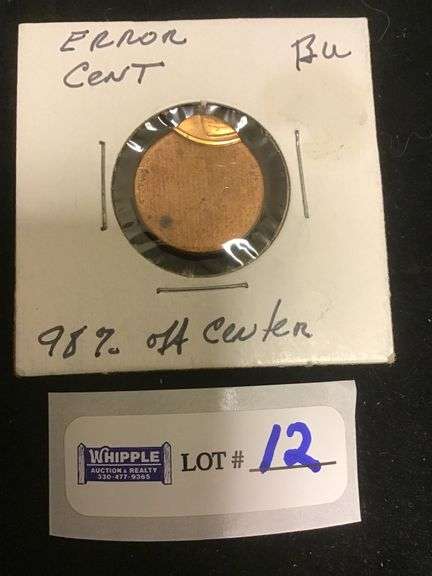 ERROR BU
CENT
98% off center
WHIPPLE
AUCTION & REALTY
330-477-9365
LOT # 12